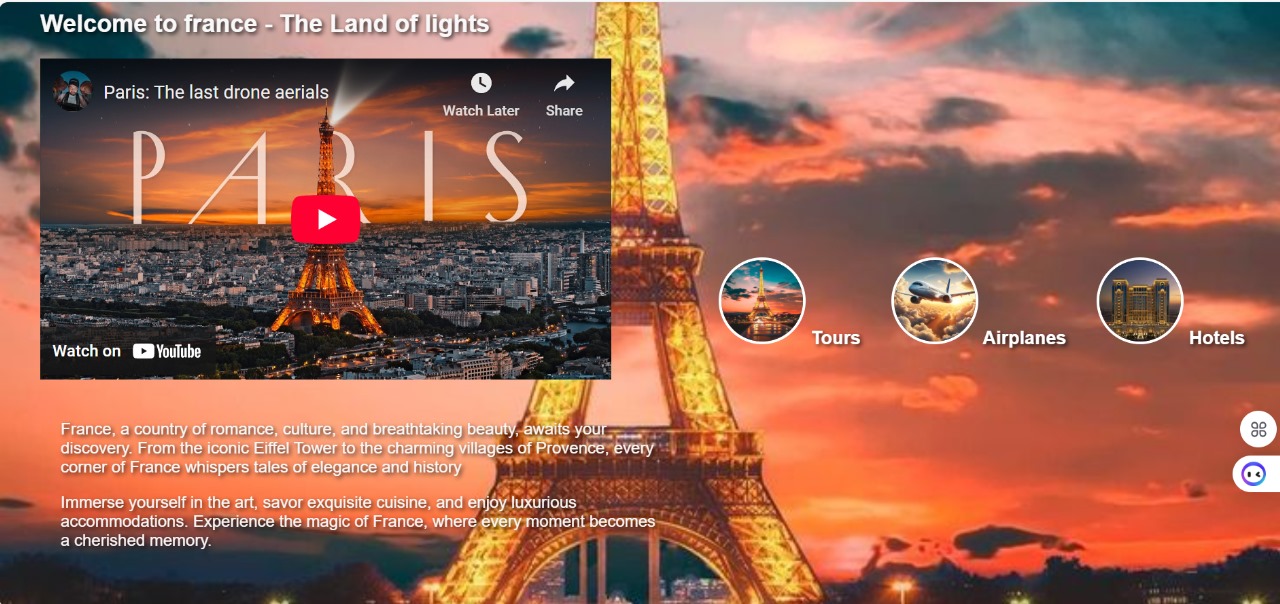 Welcome to france - The Land of lights
Paris: The last drone aerials
Watch Later
Share
PARIS
Watch on YouTube
Tours
Airplanes
Hotels
France, a country of romance, culture, and breathtaking beauty, awaits your
discovery. From the iconic Eiffel Tower to the charming villages of Provence, every
corner of France whispers tales of elegance and history
Immerse yourself in the art, savor exquisite cuisine, and enjoy luxurious
accommodations. Experience the magic of France, where every moment becomes
a cherished memory.